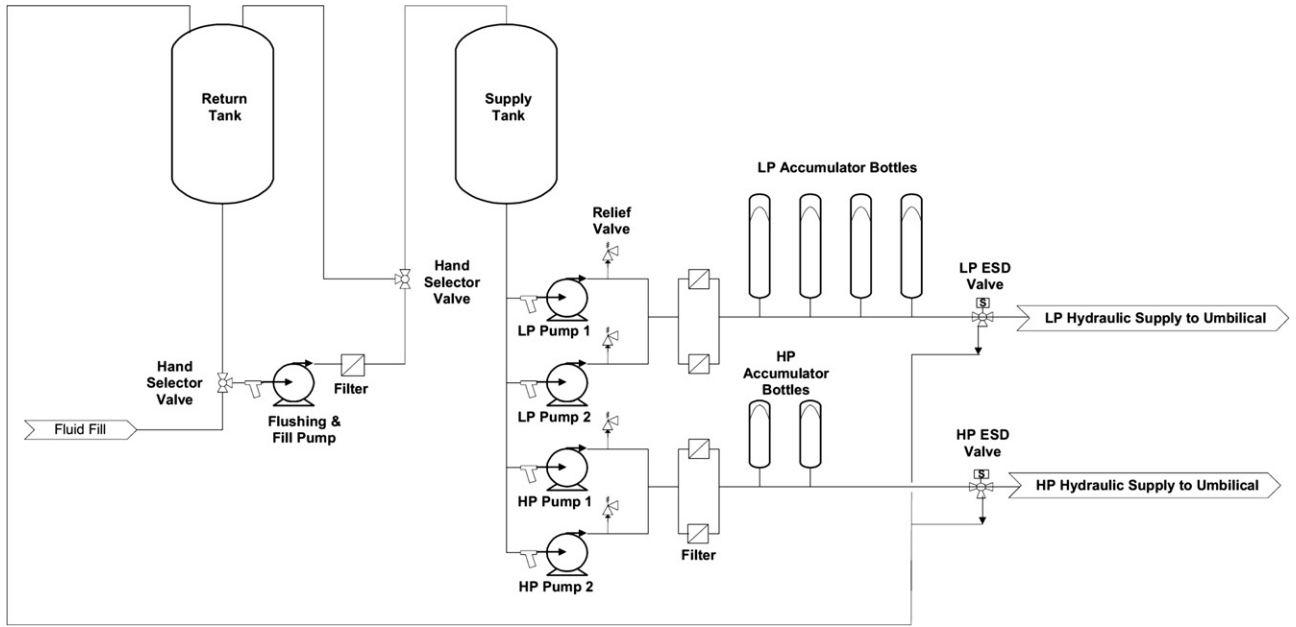 Return
Tank
Supply
Tank
LP Accumulator Bottles
Relief
Valve
Hand
Selector
Valve
LP ESD
Valve
S
LP Hydraulic Supply to Umbilical
LP Pump 1
HP
Accumulator
Bottles
Hand
Selector
Valve
Filter
Flushing &
Fill Pump
Fluid Fill
LP Pump 2
HP ESD
Valve
S
HP Hydraulic Supply to Umbilical
HP Pump 1
Filter
HP Pump 2